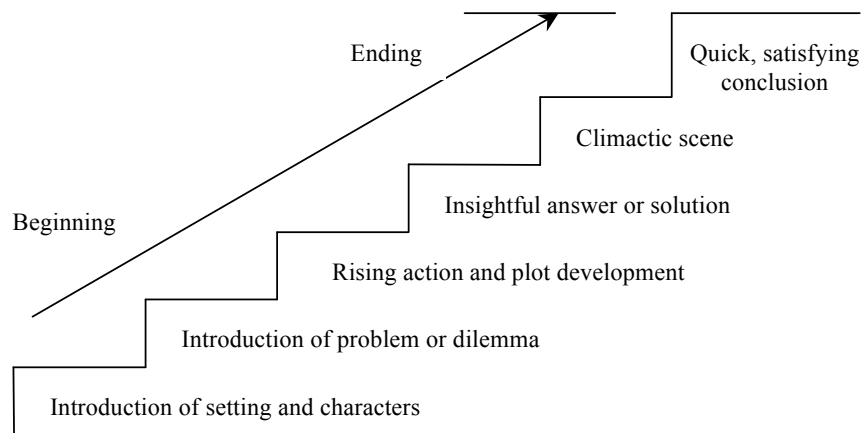 Ending
Quick, satisfying
conclusion
Climactic scene
Beginning
Insightful answer or solution
Rising action and plot development
Introduction of problem or dilemma
Introduction of setting and characters